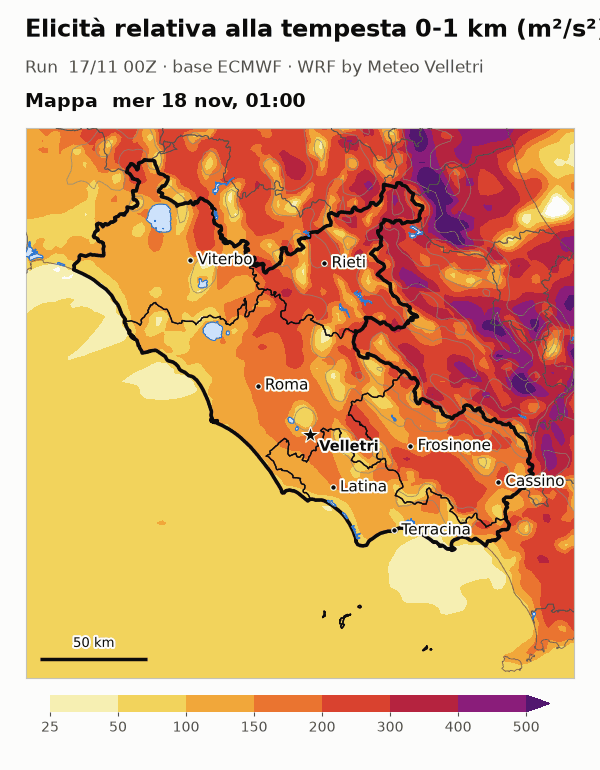 Elicità relativa alla tempesta 0-1 km (m²/s²)
Run 17/11 00Z · base ECMWF · WRF by Meteo Velletri
Mappa mer 18 nov, 01:00
Viterbo
Rieti
Roma
Velletri
Frosinone
Latina
Cassino
Terracina
50 km
25 50 100 150 200 300 400 500